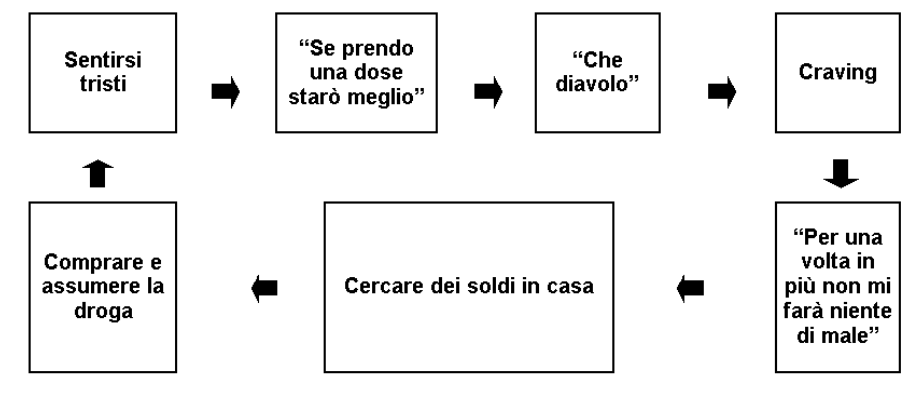 Sentirsi
tristi
“Se prendo
una dose
starò meglio”
“Che
diavolo”
Craving
“Per una
volta in
più non mi
farà niente
di male”
Cercare dei soldi in casa
Comprare e
assumere la
droga